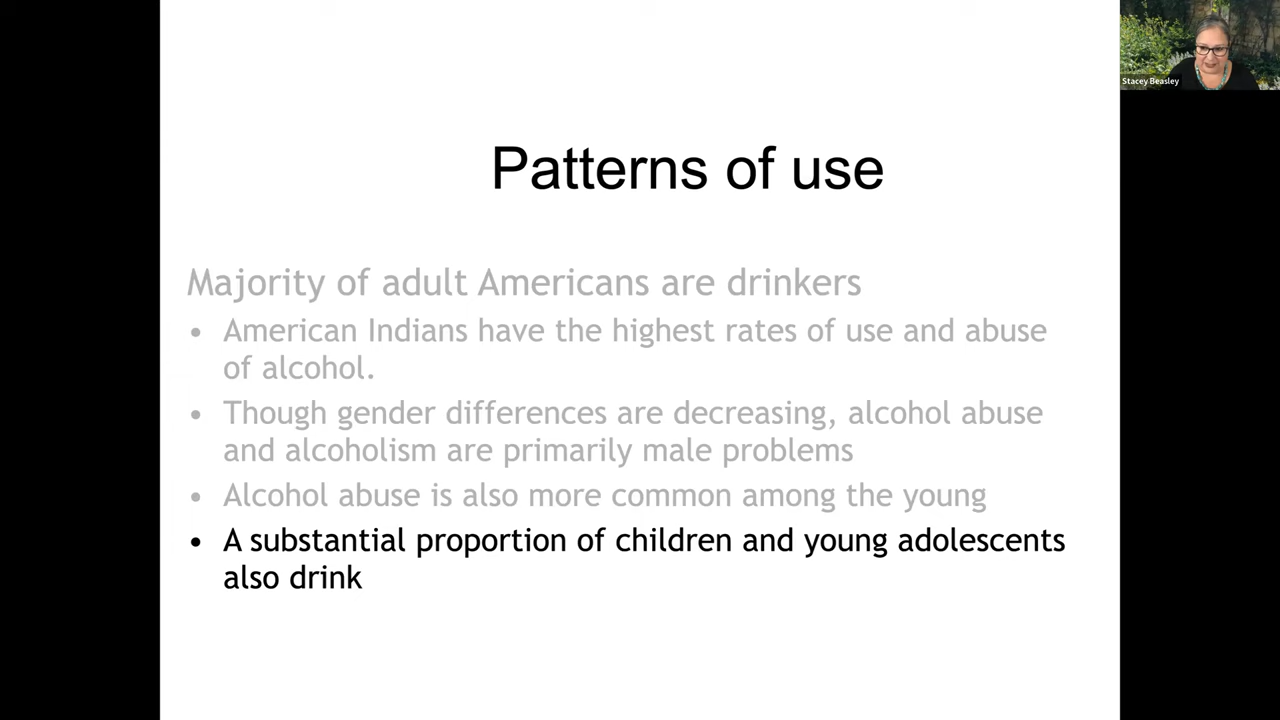 Stacey Beasley
Patterns of use
Majority of adult Americans are drinkers
• American Indians have the highest rates of use and abuse
of alcohol.
• Though gender differences are decreasing, alcohol abuse
and alcoholism are primarily male problems
• Alcohol abuse is also more common among the young
• A substantial proportion of children and young adolescents
also drink